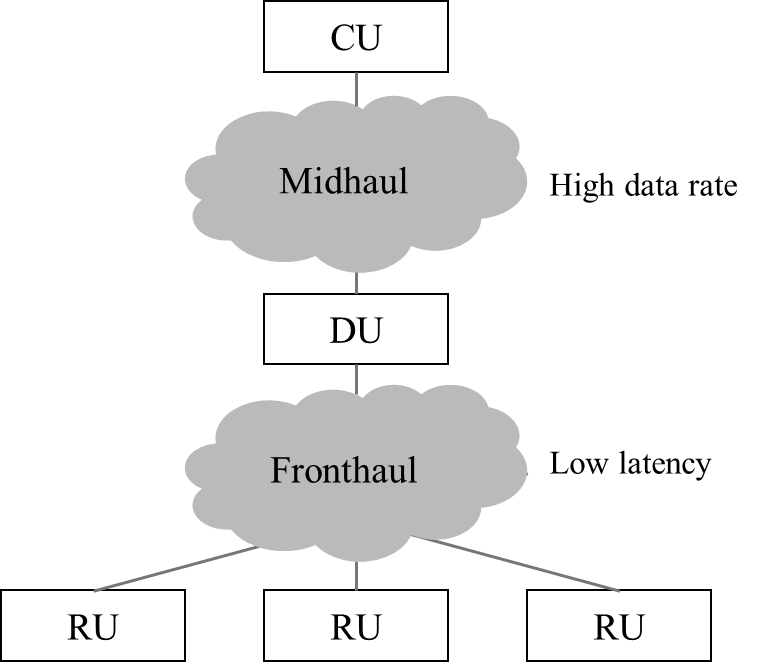 CU
Midhaul
High data rate
DU
Fronthaul
Low latency
RU
RU
RU